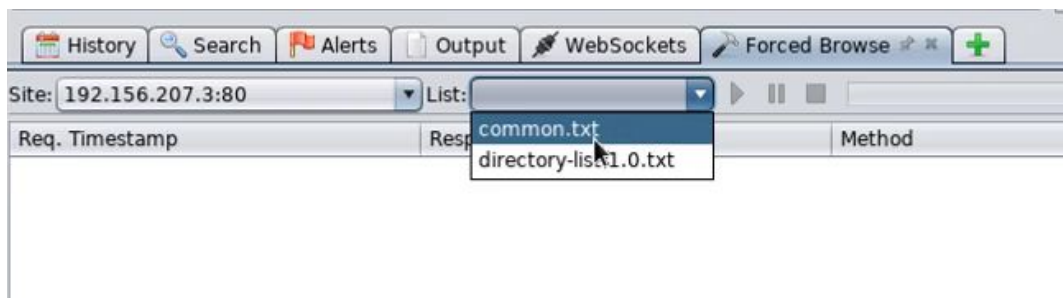 History Search Alerts Output WebSockets Forced Browse
Site: 192.156.207.3:80 List:
common.txt
Req. Timestamp Resp Method
directory-list-1.0.txt